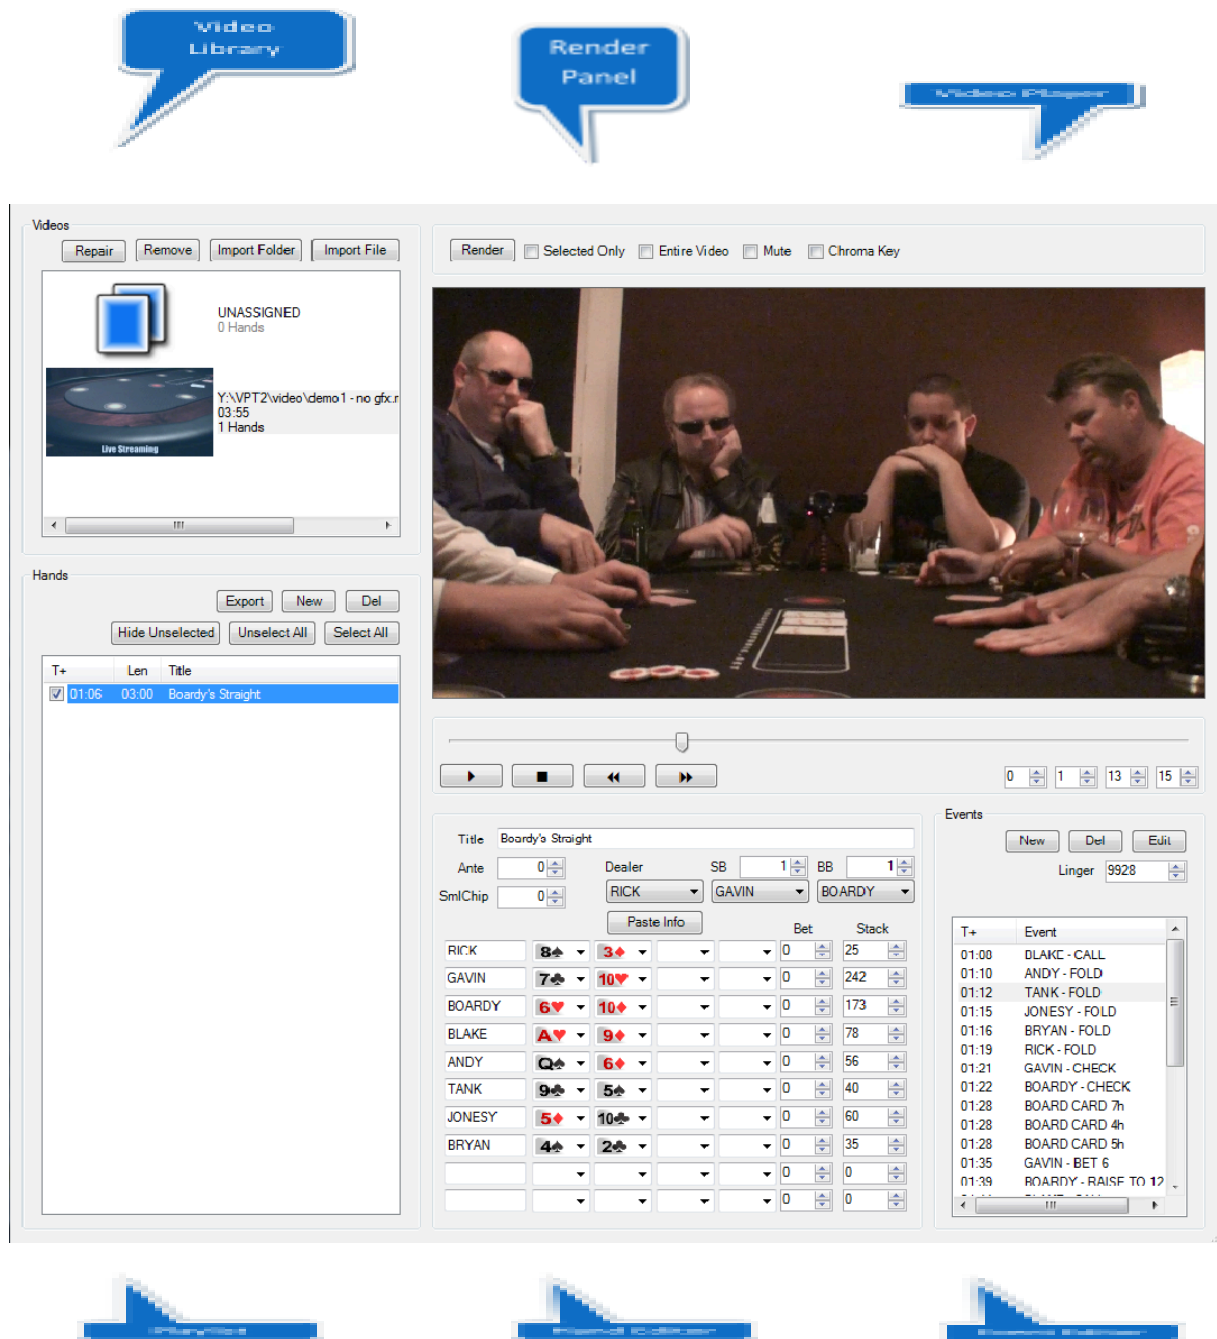 Video
Library
Render
Panel
Video Player
Videos
Repair Remove Import Folder Import File
Render Selected Only Entire Video Mute Chroma Key
UNASSIGNED
0 Hands
Y:\VPT2\video\demo1 - no gfx.r
03:55
1 Hands
Live Streaming
Hands
Export New Del
Hide Unselected Unselect All Select All
T+ Len Title
01:06 03:00 Boardy's Straight
0 1 13 15
Title Boardy's Straight
Ante 0 Dealer SB 1 BB 1
SmlChip 0 RICK GAVIN BOARDY
Paste Info
Bet Stack
RICK 8♠ 3♦ 0 25
GAVIN 7♣ 10♥ 0 242
BOARDY 6♥ 10♦ 0 173
BLAKE A♥ 9♦ 0 78
ANDY Q♠ 6♦ 0 56
TANK 9♣ 5♠ 0 40
JONESY 5♦ 10♣ 0 60
BRYAN 4♠ 2♣ 0 35
0 0
0 0
Events
New Del Edit
Linger 9928
T+ Event
01:00 BLAKE - CALL
01:10 ANDY - FOLD
01:12 TANK - FOLD
01:15 JONESY - FOLD
01:16 BRYAN - FOLD
01:19 RICK - FOLD
01:21 GAVIN - CHECK
01:22 BOARDY - CHECK
01:28 BOARD CARD 7h
01:28 BOARD CARD 4h
01:28 BOARD CARD 5h
01:35 GAVIN - BET 6
01:39 BOARDY - RAISE TO 12
Playlist
Hand Editor